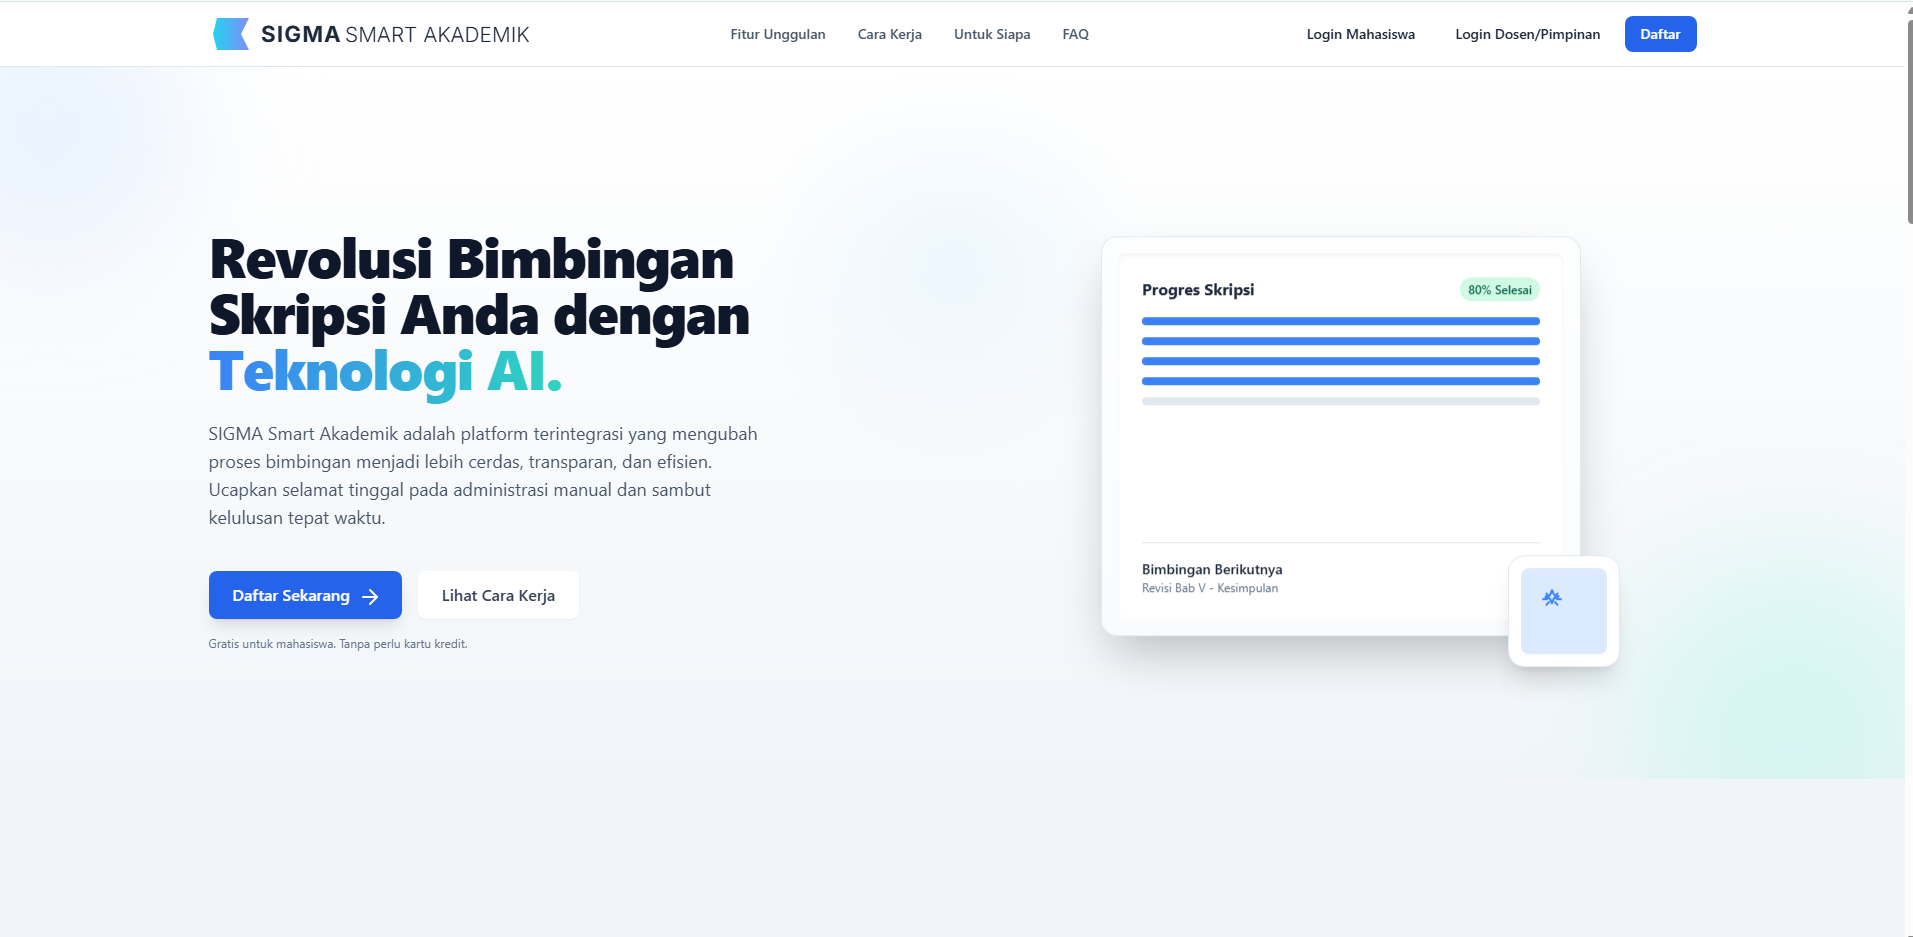 SIGMA SMART AKADEMIK
Fitur Unggulan
Cara Kerja
Untuk Siapa
FAQ
Login Mahasiswa
Login Dosen/Pimpinan
Daftar
Revolusi Bimbingan
Skripsi Anda dengan
Teknologi AI.
SIGMA Smart Akademik adalah platform terintegrasi yang mengubah
proses bimbingan menjadi lebih cerdas, transparan, dan efisien.
Ucapkan selamat tinggal pada administrasi manual dan sambut
kelulusan tepat waktu.
Daftar Sekarang
Lihat Cara Kerja
Gratis untuk mahasiswa. Tanpa perlu kartu kredit.
Progres Skripsi
80% Selesai
Bimbingan Berikutnya
Revisi Bab V - Kesimpulan